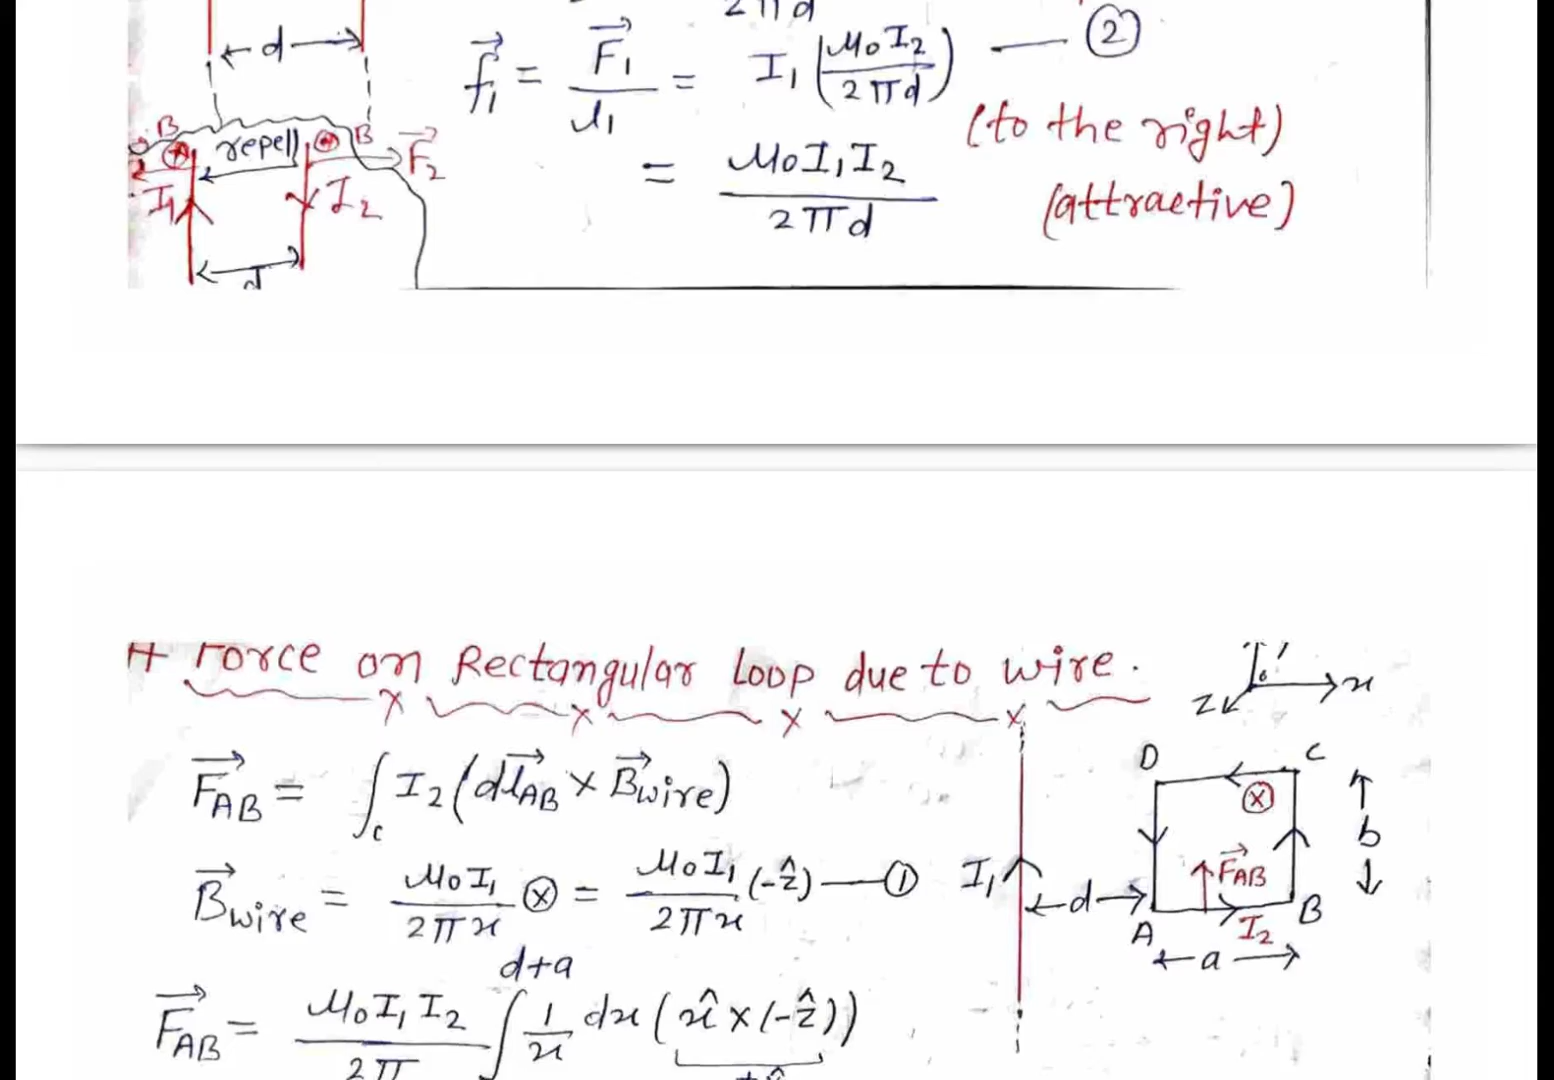 2πd
d
f₁ = F₁/l₁ = I₁ (μ₀I₂/2πd) — ②
(to the right)
= μ₀I₁I₂/2πd
(attractive)
B repell B F₂
I₁ I₂
d
# Force on Rectangular Loop due to wire.
x
z
F_AB = ∫_c I₂ (dl_AB × B_wire)
D C
b
B_wire = μ₀I₁/2πx ⊗ = μ₀I₁/2πx (-ẑ) — ①
I₁ d F_AB
A I₂ B
a
F_AB = μ₀I₁I₂/2π ∫^(d+a) 1/x dx (x̂ × (-ẑ))